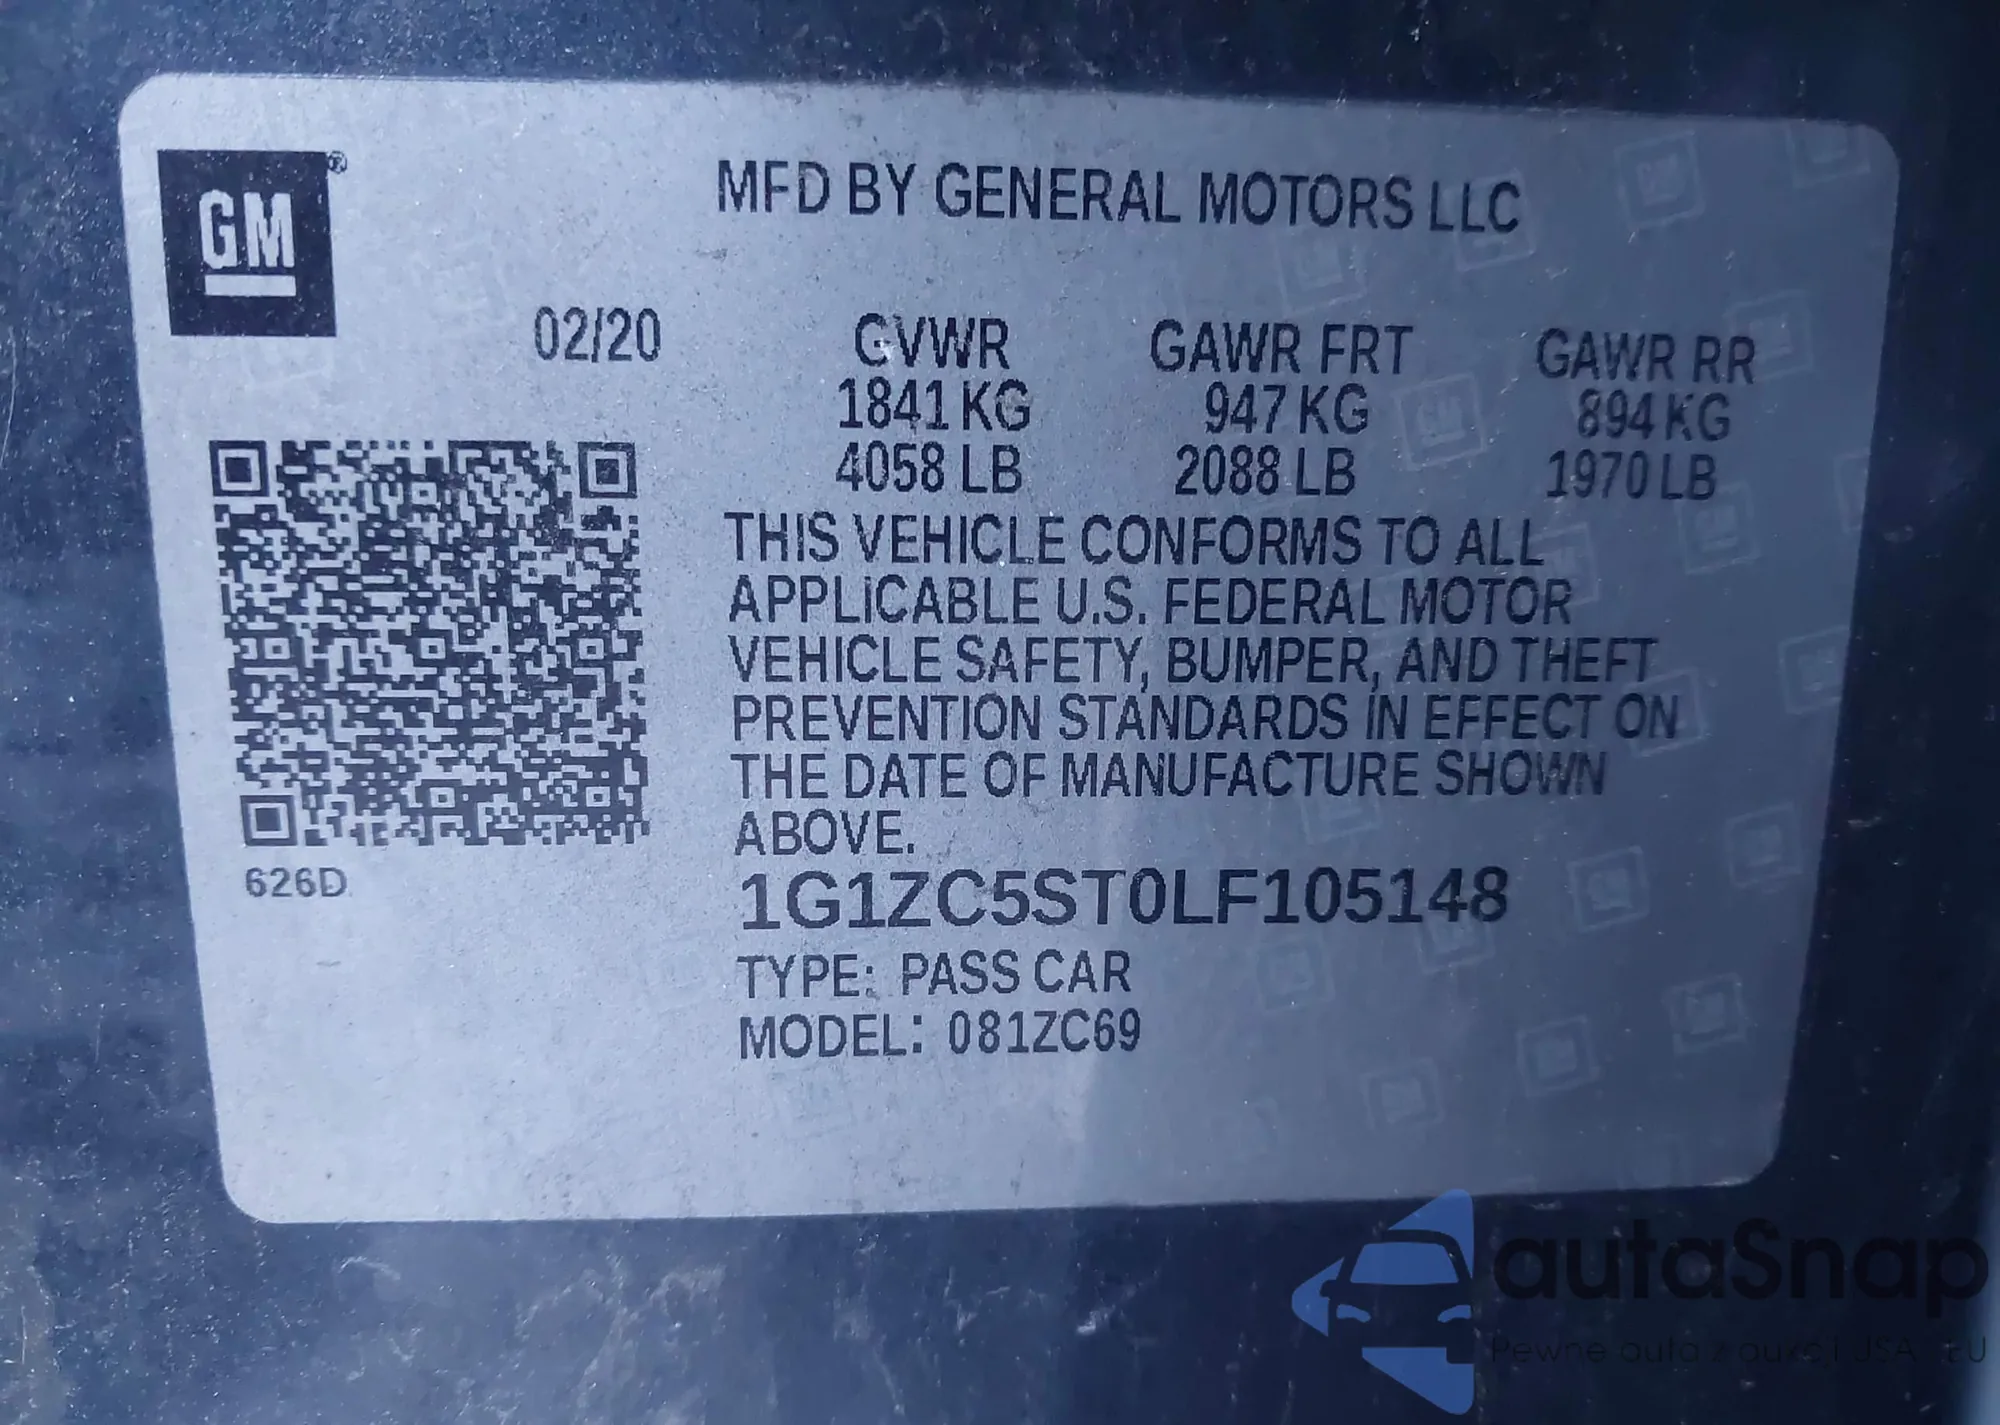 GM®
MFD BY GENERAL MOTORS LLC
02/20
GVWR GAWR FRT GAWR RR
1841 KG 947 KG 894 KG
4058 LB 2088 LB 1970 LB
THIS VEHICLE CONFORMS TO ALL
APPLICABLE U.S. FEDERAL MOTOR
VEHICLE SAFETY, BUMPER, AND THEFT
PREVENTION STANDARDS IN EFFECT ON
THE DATE OF MANUFACTURE SHOWN
ABOVE.
626D
1G1ZC5ST0LF105148
TYPE: PASS CAR
MODEL: 081ZC69
autaSnap
Pewne auta z